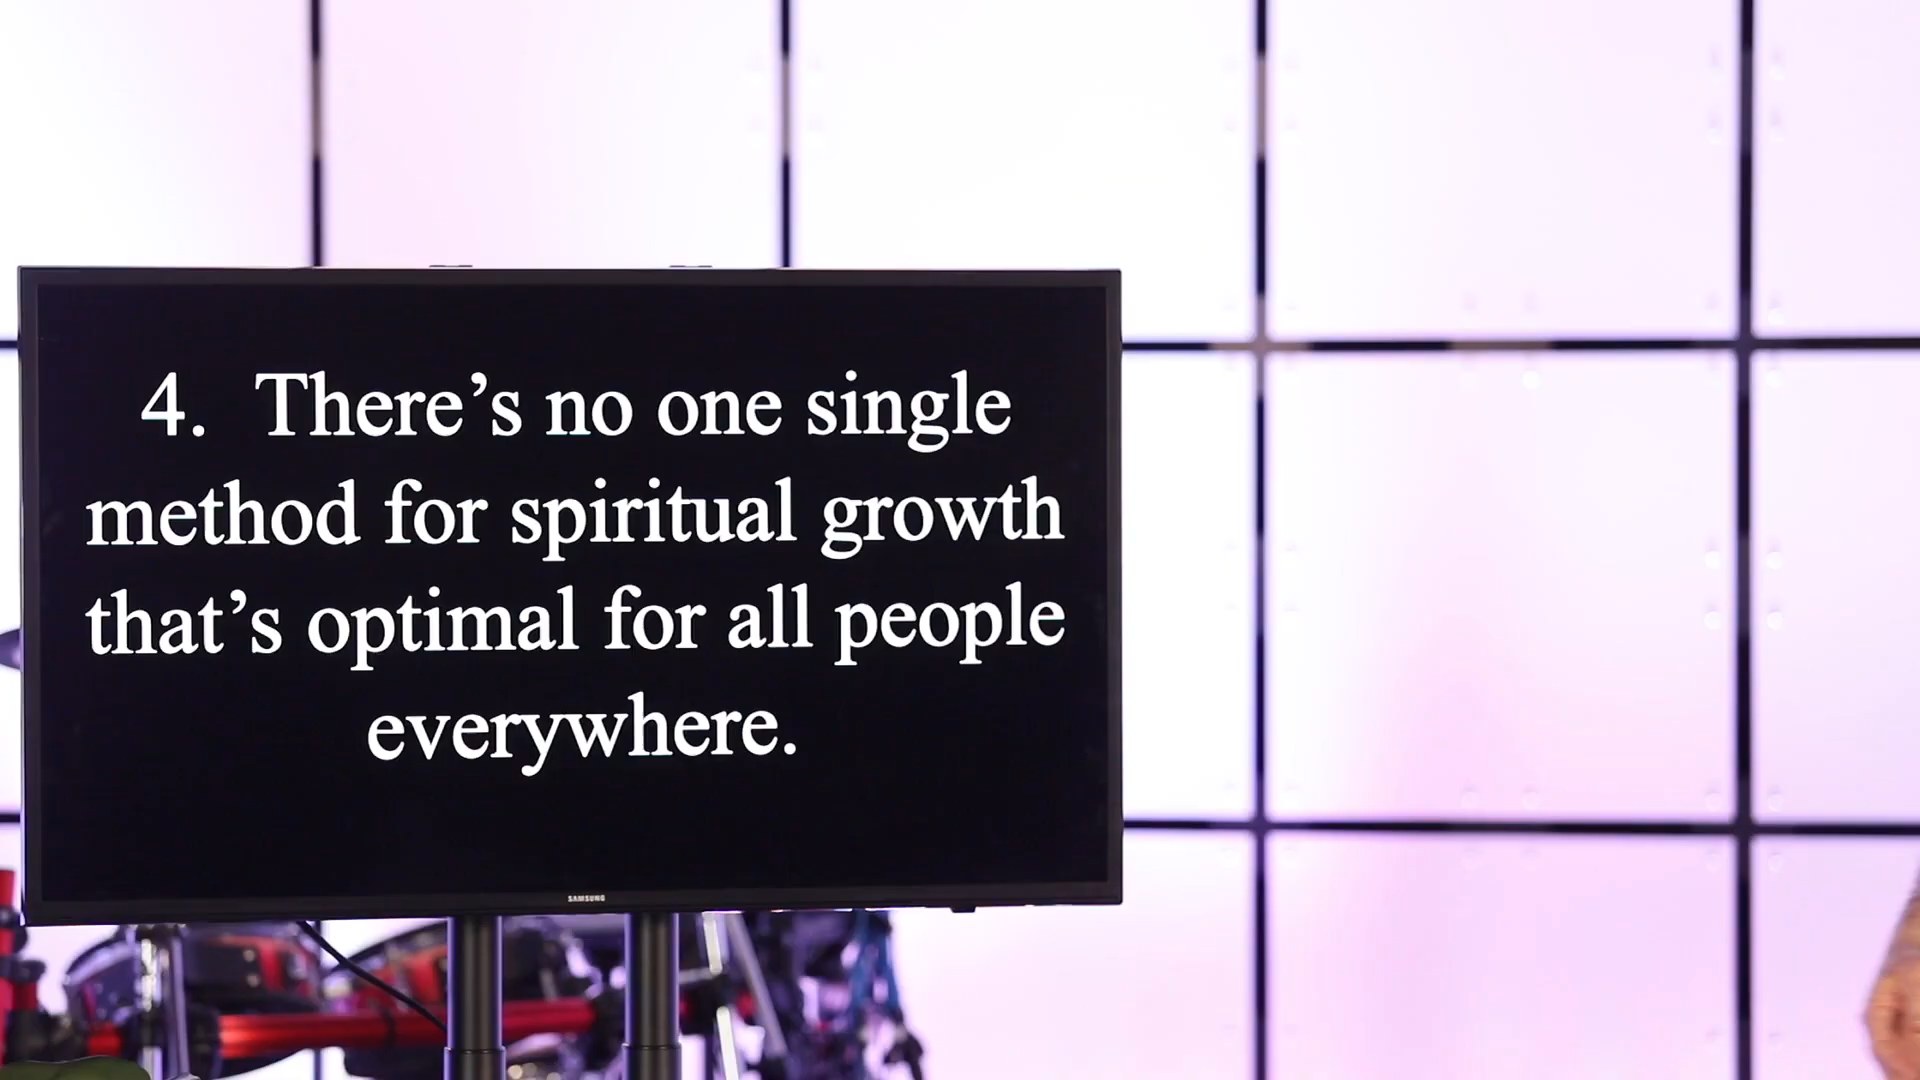 4. There’s no one single
method for spiritual growth
that’s optimal for all people
everywhere.
SAMSUNG